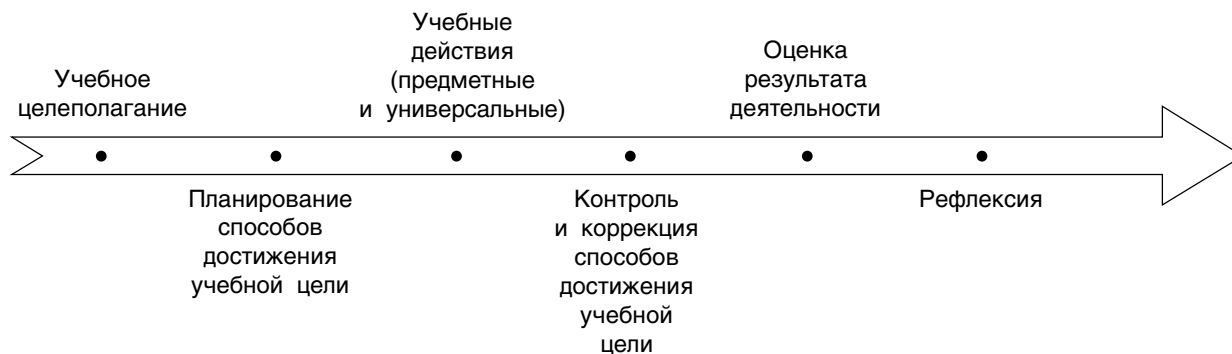 Учебное
целеполагание
Планирование
способов
достижения
учебной цели
Учебные
действия
(предметные
и универсальные)
Контроль
и коррекция
способов
достижения
учебной
цели
Оценка
результата
деятельности
Рефлексия